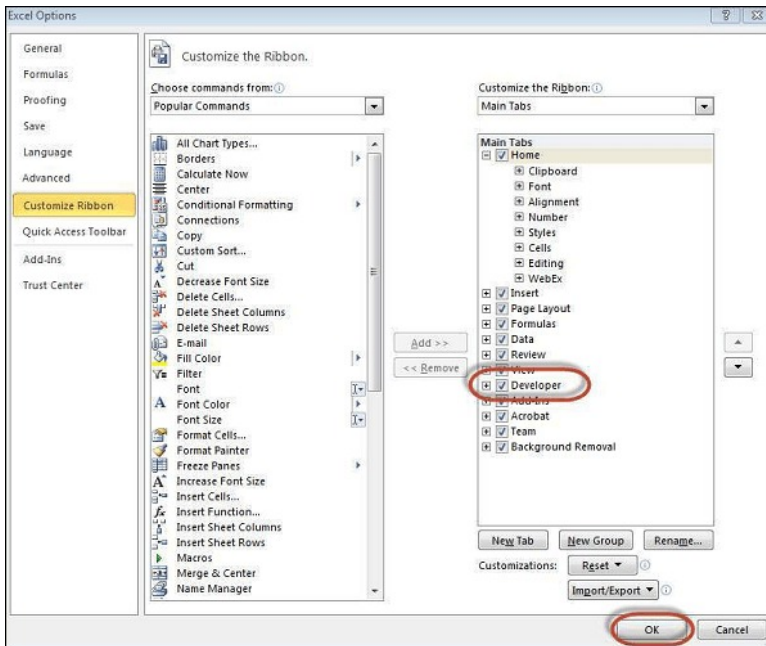 Excel Options
General
Formulas
Proofing
Save
Language
Advanced
Customize Ribbon
Quick Access Toolbar
Add-Ins
Trust Center
Customize the Ribbon.
Choose commands from:
Popular Commands
All Chart Types...
Borders
Calculate Now
Center
Conditional Formatting
Connections
Copy
Custom Sort...
Cut
Decrease Font Size
Delete Cells...
Delete Sheet Columns
Delete Sheet Rows
E-mail
Fill Color
Filter
Font
Font Color
Font Size
Format Cells...
Format Painter
Freeze Panes
Increase Font Size
Insert Cells...
Insert Function...
Insert Sheet Columns
Insert Sheet Rows
Macros
Merge & Center
Name Manager
Add >>
<< Remove
Customize the Ribbon:
Main Tabs
Main Tabs
Home
Clipboard
Font
Alignment
Number
Styles
Cells
Editing
WebEx
Insert
Page Layout
Formulas
Data
Review
View
Developer
Add-Ins
Acrobat
Team
Background Removal
New Tab
New Group
Rename...
Customizations:
Reset
Import/Export
OK
Cancel